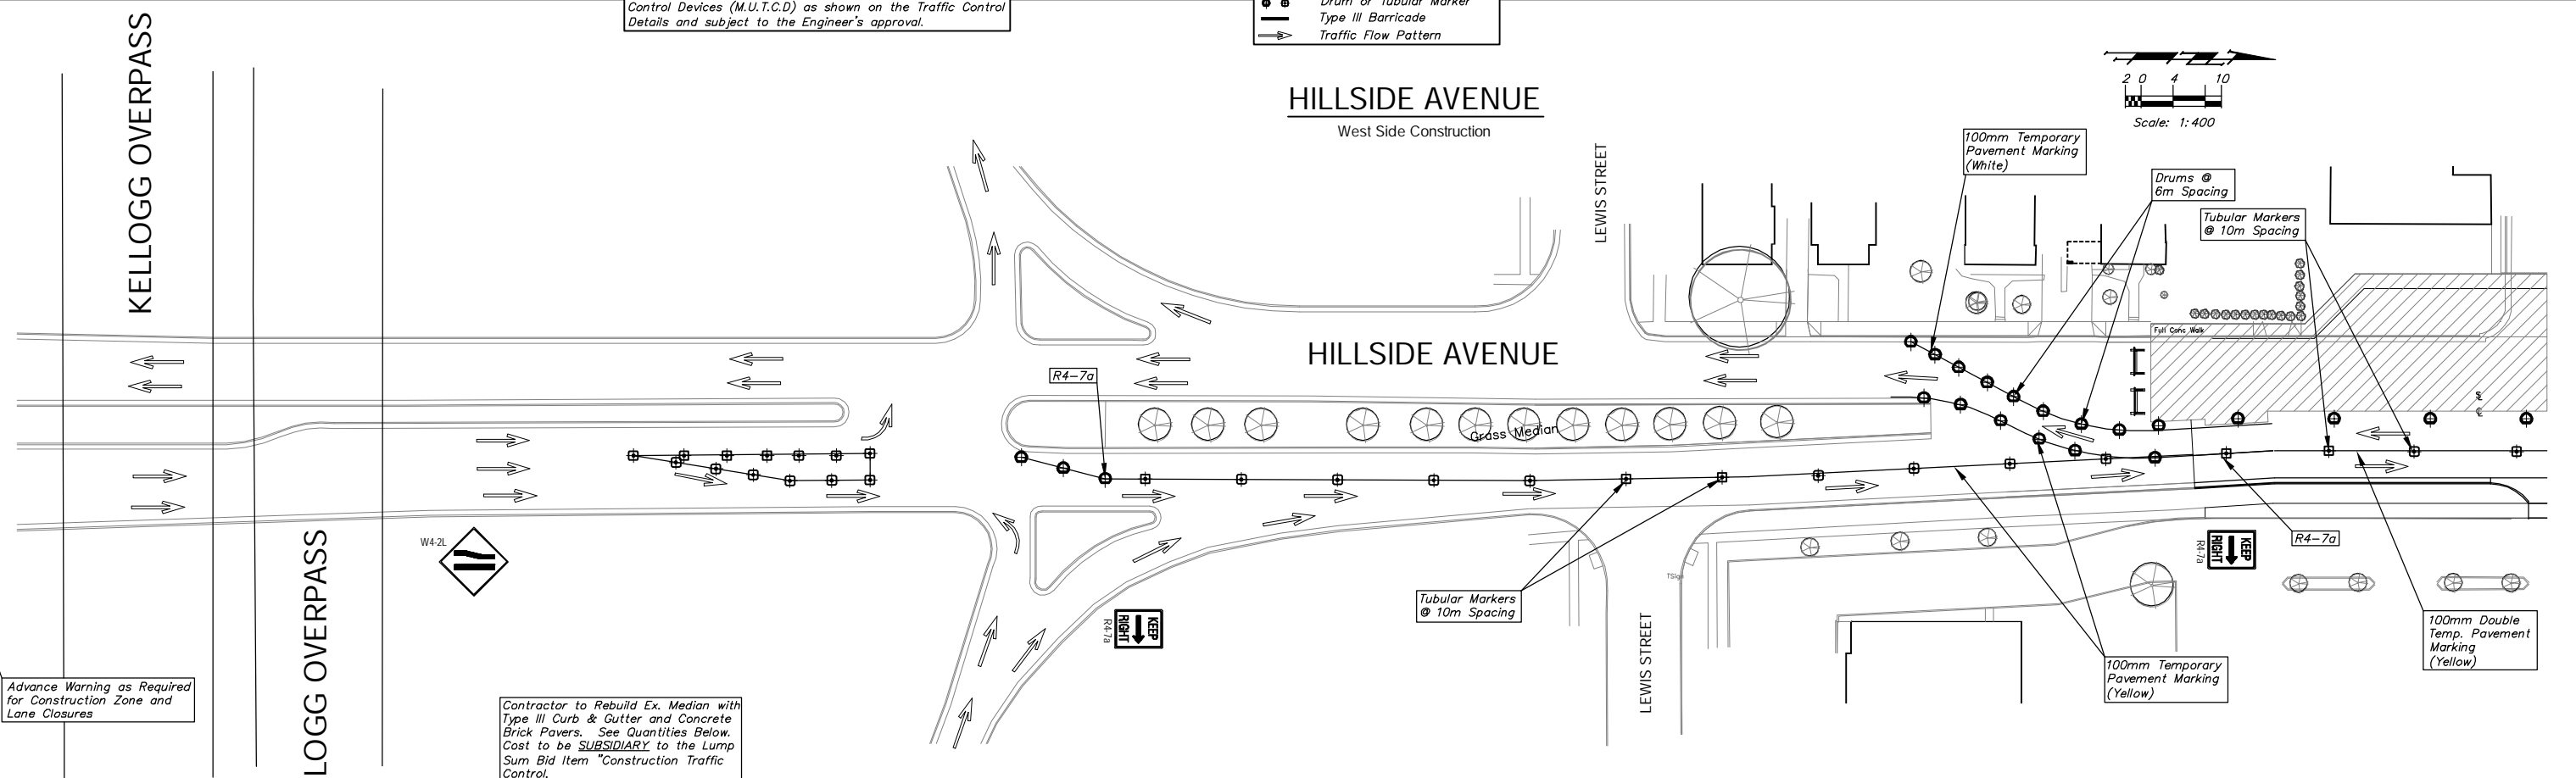 KELLOGG OVERPASS
Control Devices (M.U.T.C.D) as shown on the Traffic Control
Details and subject to the Engineer's approval.
Drum or Tubular Marker
Type III Barricade
Traffic Flow Pattern
HILLSIDE AVENUE
West Side Construction
2 0 4 10
Scale: 1:400
LEWIS STREET
100mm Temporary
Pavement Marking
(White)
Drums @
6m Spacing
Tubular Markers
@ 10m Spacing
Full Conc Walk
HILLSIDE AVENUE
R4-7a
Grass Median
W4-2L
LOGG OVERPASS
KEEP
RIGHT
R4-7a
Tubular Markers
@ 10m Spacing
LEWIS STREET
R4-7a
KEEP
RIGHT
R4-7a
100mm Temporary
Pavement Marking
(Yellow)
100mm Double
Temp. Pavement
Marking
(Yellow)
Advance Warning as Required
for Construction Zone and
Lane Closures
Contractor to Rebuild Ex. Median with
Type III Curb & Gutter and Concrete
Brick Pavers. See Quantities Below.
Cost to be SUBSIDIARY to the Lump
Sum Bid Item "Construction Traffic
Control.